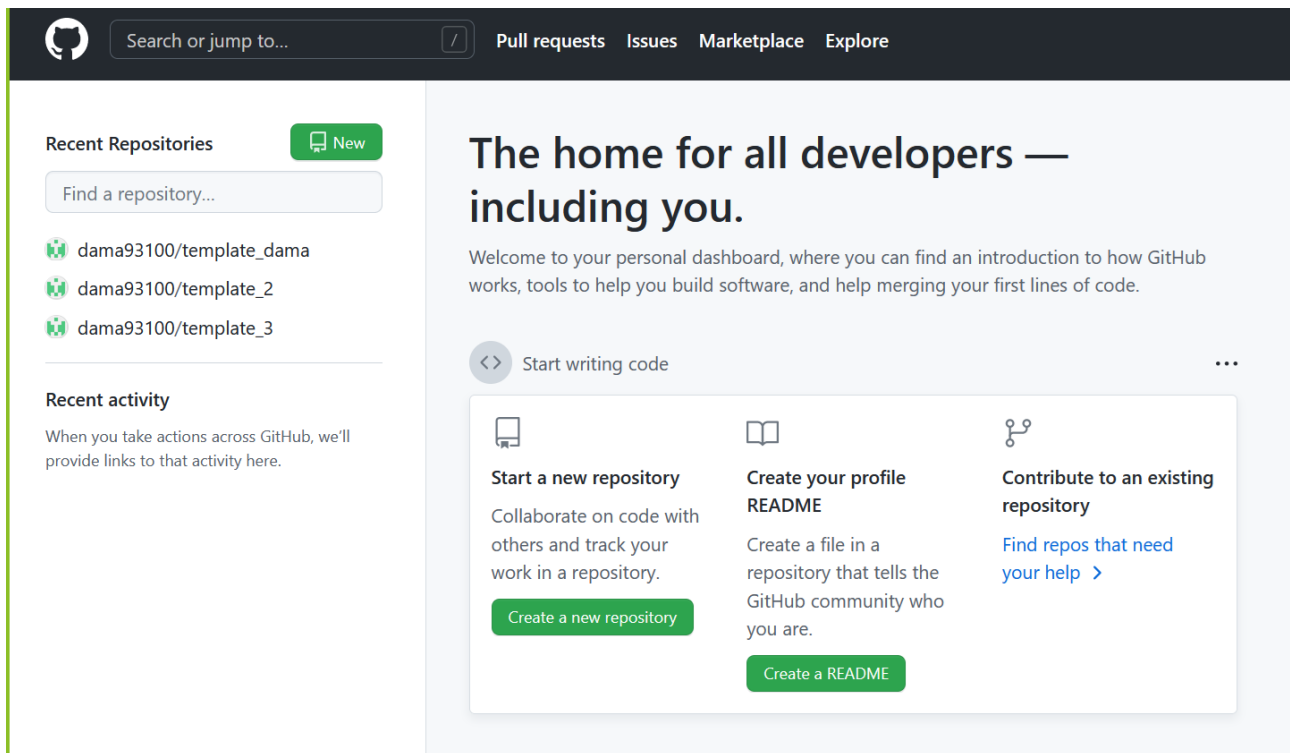 Search or jump to...
/
Pull requests Issues Marketplace Explore
Recent Repositories
New
Find a repository...
dama93100/template_dama
dama93100/template_2
dama93100/template_3
Recent activity
When you take actions across GitHub, we'll
provide links to that activity here.
The home for all developers —
including you.
Welcome to your personal dashboard, where you can find an introduction to how GitHub
works, tools to help you build software, and help merging your first lines of code.
Start writing code
Start a new repository
Collaborate on code with
others and track your
work in a repository.
Create a new repository
Create your profile
README
Create a file in a
repository that tells the
GitHub community who
you are.
Create a README
Contribute to an existing
repository
Find repos that need
your help